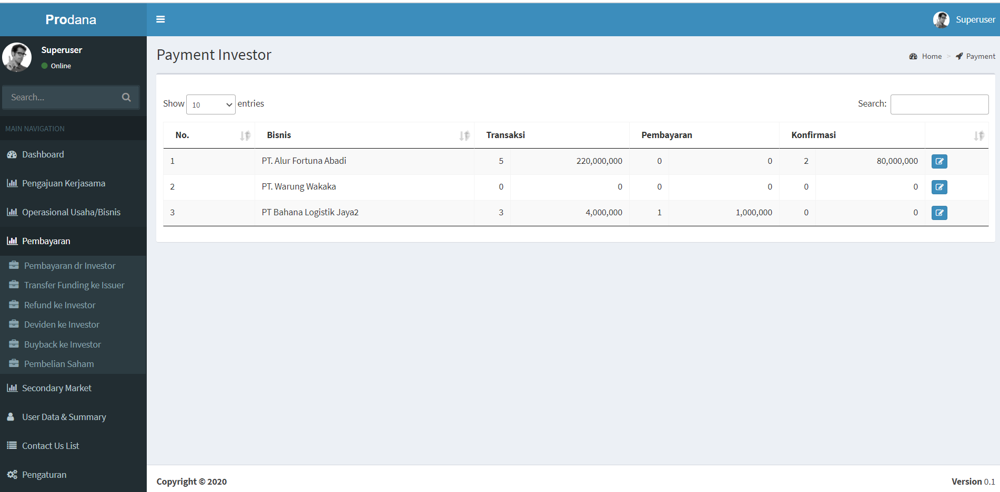 Prodana
Superuser
Superuser
Online
Search...
MAIN NAVIGATION
Dashboard
Pengajuan Kerjasama
Operasional Usaha/Bisnis
Pembayaran
Pembayaran dr Investor
Transfer Funding ke Issuer
Refund ke Investor
Deviden ke Investor
Buyback ke Investor
Pembelian Saham
Secondary Market
User Data & Summary
Contact Us List
Pengaturan
Payment Investor
Home > Payment
Show 10 entries
Search:
No. Bisnis Transaksi Pembayaran Konfirmasi
1 PT. Alur Fortuna Abadi 5 220,000,000 0 0 2 80,000,000
2 PT. Warung Wakaka 0 0 0 0 0 0
3 PT Bahana Logistik Jaya2 3 4,000,000 1 1,000,000 0 0
Copyright © 2020
Version 0.1